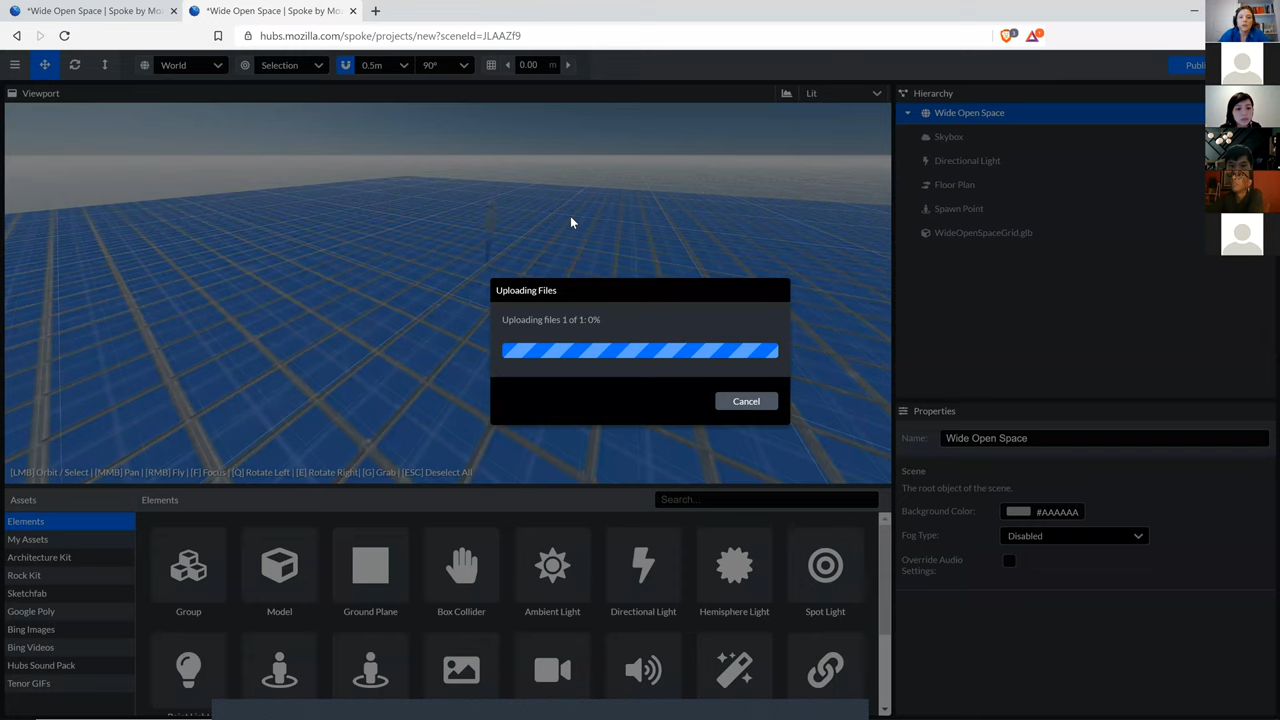 *Wide Open Space | Spoke by Mo
*Wide Open Space | Spoke by Mo
hubs.mozilla.com/spoke/projects/new?sceneId=JLAAZf9
World
Selection
0.5m
90°
0.00 m
Publi
Viewport
Lit
Hierarchy
Wide Open Space
Skybox
Directional Light
Floor Plan
Spawn Point
WideOpenSpaceGrid.glb
Uploading Files
Uploading files 1 of 1: 0%
Cancel
[LMB] Orbit / Select | [MMB] Pan | [RMB] Fly | [F] Focus | [Q] Rotate Left | [E] Rotate Right | [G] Grab | [ESC] Deselect All
Properties
Name: Wide Open Space
Scene
The root object of the scene.
Background Color: #AAAAAA
Fog Type: Disabled
Override Audio
Settings:
Assets
Elements
Search...
Elements
My Assets
Architecture Kit
Rock Kit
Sketchfab
Google Poly
Bing Images
Bing Videos
Hubs Sound Pack
Tenor GIFs
Group
Model
Ground Plane
Box Collider
Ambient Light
Directional Light
Hemisphere Light
Spot Light